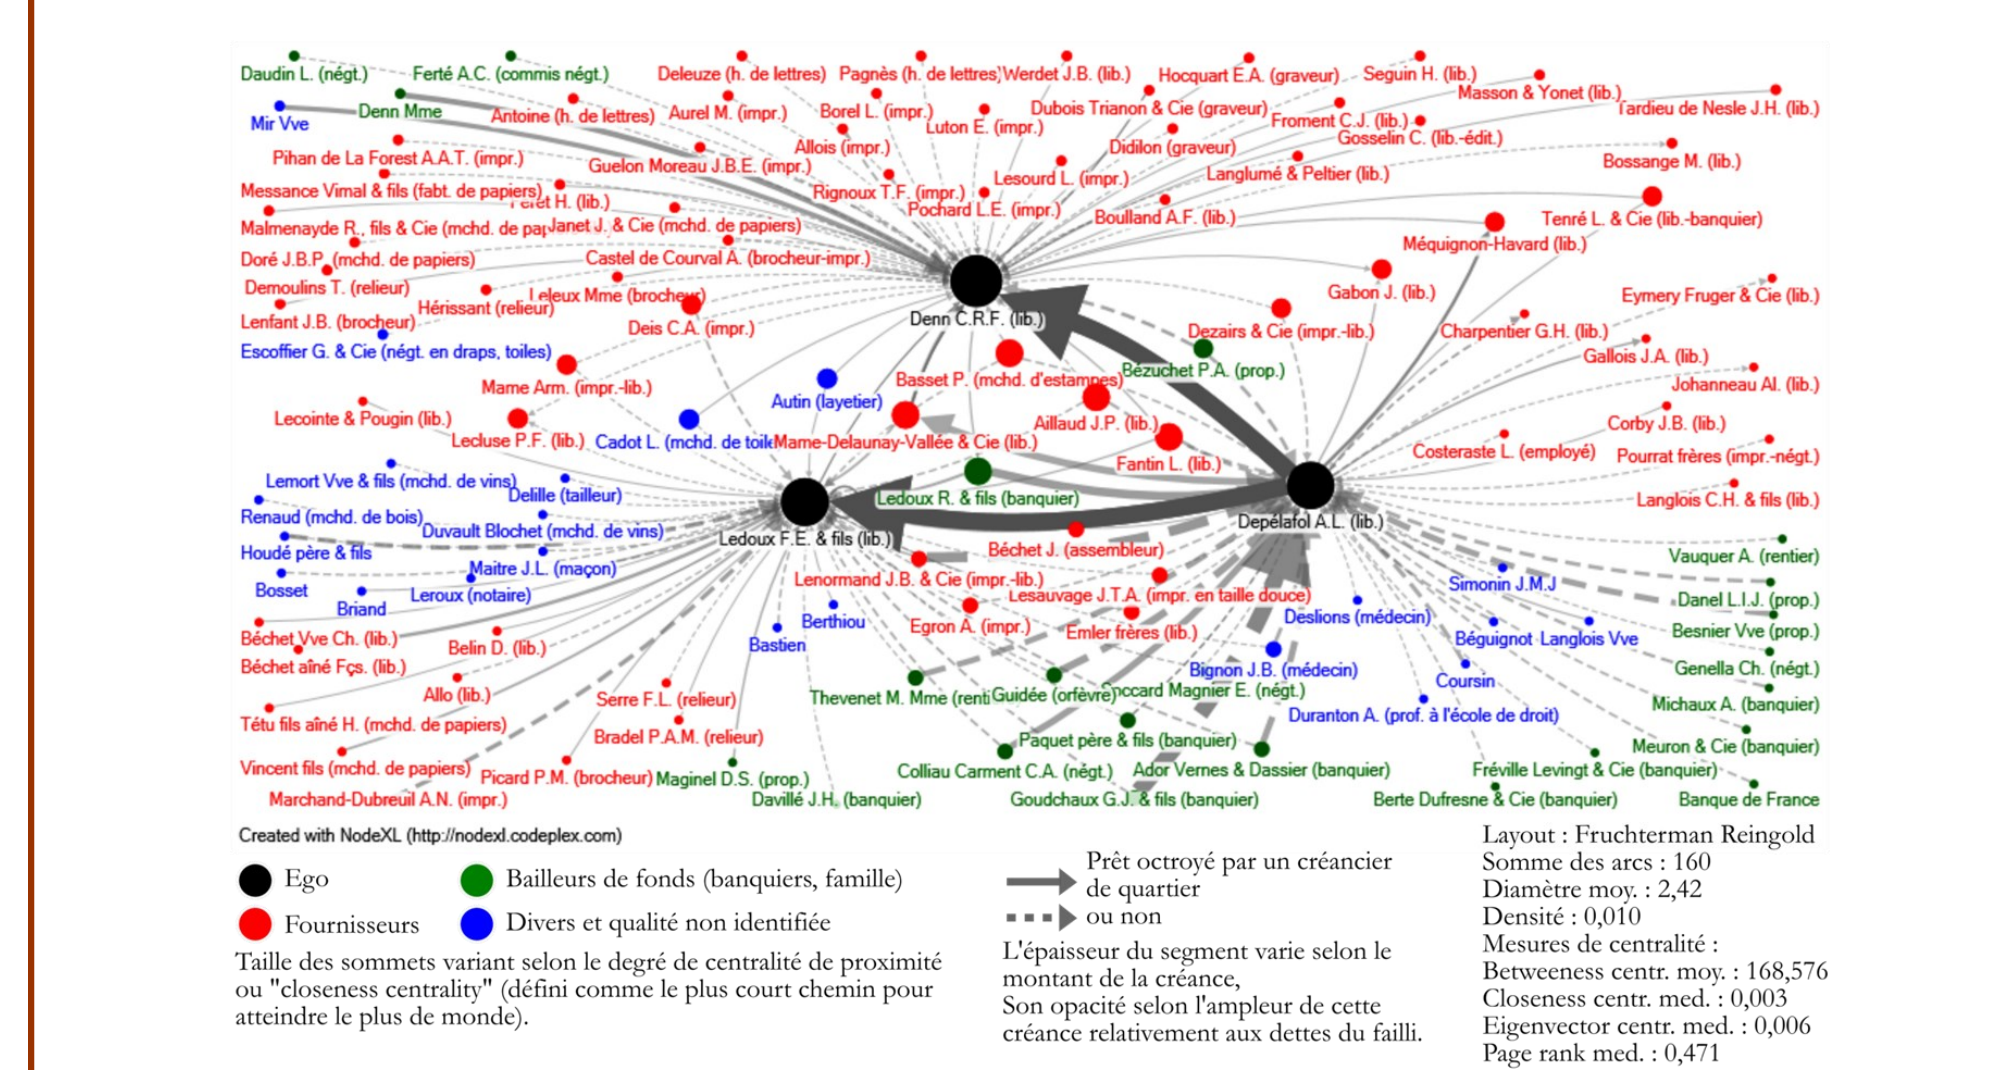 Daudin L. (négt.)
Ferté A.C. (commis négt.)
Deleuze (h. de lettres)
Pagnès (h. de lettres)
Werdet J.B. (lib.)
Hocquart E.A. (graveur)
Seguin H. (lib.)
Masson & Yonet (lib.)
Tardieu de Nesle J.H. (lib.)
Mir Vve
Denn Mme
Antoine (h. de lettres)
Aurel M. (impr.)
Borel L. (impr.)
Luton E. (impr.)
Dubois Trianon & Cie (graveur)
Froment C.J. (lib.)
Gosselin C. (lib.-édit.)
Pihan de La Forest A.A.T. (impr.)
Guelon Moreau J.B.E. (impr.)
Allois (impr.)
Didilon (graveur)
Bossange M. (lib.)
Messance Vimal & fils (fabt. de papiers)
H. (lib.)
Rignoux T.F. (impr.)
Lesourd L. (impr.)
Langlumé & Peltier (lib.)
Pochard L.E. (impr.)
Boulland A.F. (lib.)
Tenré L. & Cie (lib.-banquier)
Malmenayde R., fils & Cie (mchd. de
Janet J. & Cie (mchd. de papiers)
Méquignon-Havard (lib.)
Doré J.B.P. (mchd. de papiers)
Castel de Courval A. (brocheur-impr.)
Demoulins T. (relieur)
Hérissant (relieur)
Leleux Mme (brocheur)
Gabon J. (lib.)
Eymery Fruger & Cie (lib.)
Lenfant J.B. (brocheur)
Deis C.A. (impr.)
Denn C.R.F. (lib.)
Dezairs & Cie (impr.-lib.)
Charpentier G.H. (lib.)
Escoffier G. & Cie (négt. en draps, toiles)
Gallois J.A. (lib.)
Mame Arm. (impr.-lib.)
Basset P. (mchd. d'estampes)
Bézuchet P.A. (prop.)
Johanneau Al. (lib.)
Autin (layetier)
Lecointe & Pougin (lib.)
Aillaud J.P. (lib.)
Corby J.B. (lib.)
Lecluse P.F. (lib.)
Cadot L. (mchd. de toile
Mame-Delaunay-Vallée & Cie (lib.)
Costeraste L. (employé)
Pourrat frères (impr.-négt.)
Fantin L. (lib.)
Lemort Vve & fils (mchd. de vins)
Delille (tailleur)
Ledoux R. & fils (banquier)
Langlois C.H. & fils (lib.)
Renaud (mchd. de bois)
Duvault Blochet (mchd. de vins)
Ledoux F.E. & fils (lib.)
Depélafol A.L. (lib.)
Houdé père & fils
Béchet J. (assembleur)
Vauquer A. (rentier)
Maitre J.L. (maçon)
Lenormand J.B. & Cie (impr.-lib.)
Simonin J.M.J
Bosset
Briand
Leroux (notaire)
Lesauvage J.T.A. (impr. en taille douce)
Danel L.I.J. (prop.)
Berthiou
Egron A. (impr.)
Emler frères (lib.)
Deslions (médecin)
Besnier Vve (prop.)
Béchet Vve Ch. (lib.)
Belin D. (lib.)
Bastien
Béguinot
Langlois Vve
Béchet aîné Fçs. (lib.)
Bignon J.B. (médecin)
Genella Ch. (négt.)
Allo (lib.)
Serre F.L. (relieur)
Thevenet M. Mme
Guidée (orfèvre)
Magnier E. (négt.)
Coursin
Michaux A. (banquier)
Têtu fils aîné H. (mchd. de papiers)
Bradel P.A.M. (relieur)
Paquet père & fils (banquier)
Duranton A. (prof. à l'école de droit)
Meuron & Cie (banquier)
Vincent fils (mchd. de papiers)
Picard P.M. (brocheur)
Maginel D.S. (prop.)
Colliau Carment C.A. (négt.)
Ador Vernes & Dassier (banquier)
Fréville Levingt & Cie (banquier)
Marchand-Dubreuil A.N. (impr.)
Davillé J.H. (banquier)
Goudchaux G.J. & fils (banquier)
Berte Dufresne & Cie (banquier)
Banque de France
Created with NodeXL (http://nodexl.codeplex.com)
Ego
Bailleurs de fonds (banquiers, famille)
Fournisseurs
Divers et qualité non identifiée
Taille des sommets variant selon le degré de centralité de proximité
ou "closeness centrality" (défini comme le plus court chemin pour
atteindre le plus de monde).
Prêt octroyé par un créancier
de quartier
ou non
L'épaisseur du segment varie selon le
montant de la créance,
Son opacité selon l'ampleur de cette
créance relativement aux dettes du failli.
Layout : Fruchterman Reingold
Somme des arcs : 160
Diamètre moy. : 2,42
Densité : 0,010
Mesures de centralité :
Betweeness centr. moy. : 168,576
Closeness centr. med. : 0,003
Eigenvector centr. med. : 0,006
Page rank med. : 0,471